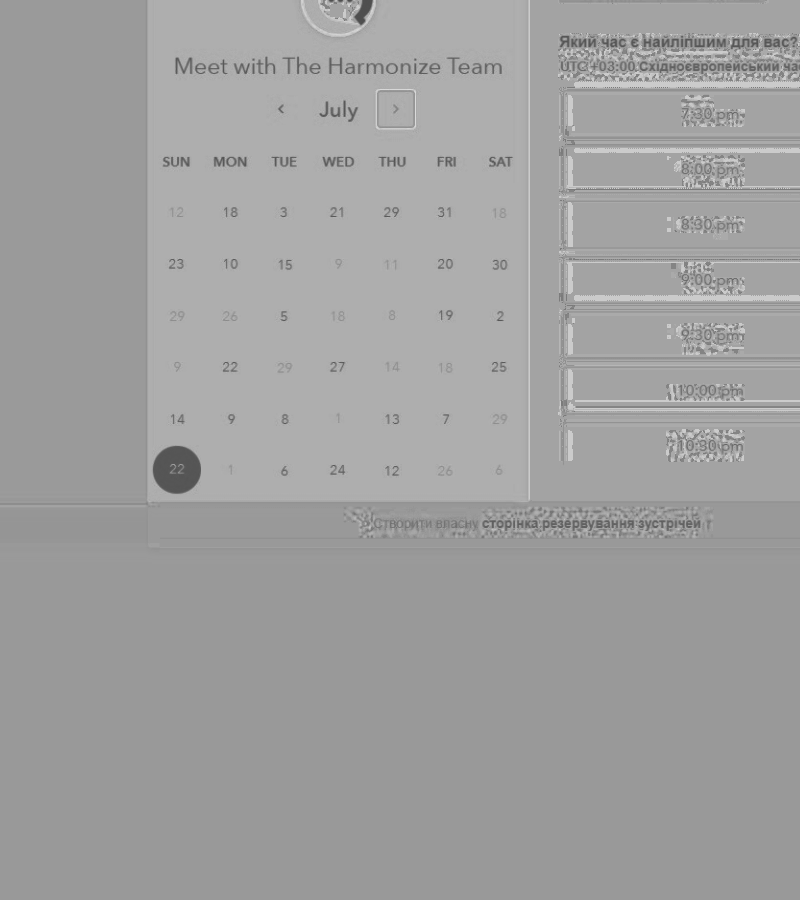 Meet with The Harmonize Team
July
SUN MON TUE WED THU FRI SAT
12 18 3 21 29 31 18
23 10 15 9 11 20 30
29 26 5 18 8 19 2
9 22 29 27 14 18 25
14 9 8 1 13 7 29
22 1 6 24 12 26 6
Який час є найліпшим для вас?
UTC+03:00 Східноєвропейський
7:30 pm
8:00 pm
8:30 pm
9:00 pm
9:30 pm
10:00 pm
10:30 pm
Створити власну сторінка резервування зустрічей